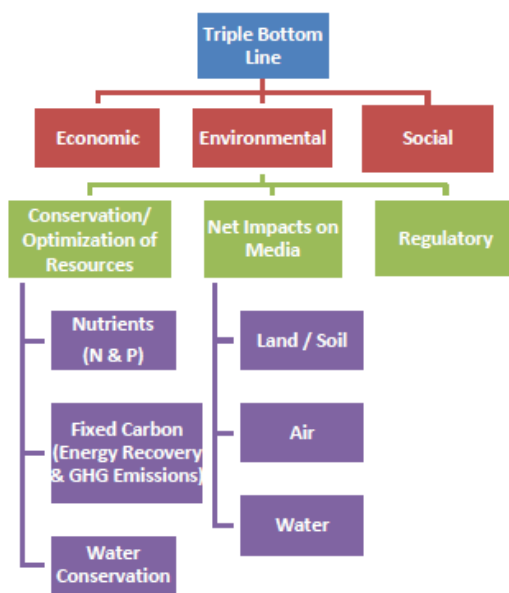 Triple Bottom
Line
Economic
Environmental
Social
Conservation/
Optimization of
Resources
Net Impacts on
Media
Regulatory
Nutrients
(N & P)
Land / Soil
Fixed Carbon
(Energy Recovery
& GHG Emissions)
Air
Water
Conservation
Water